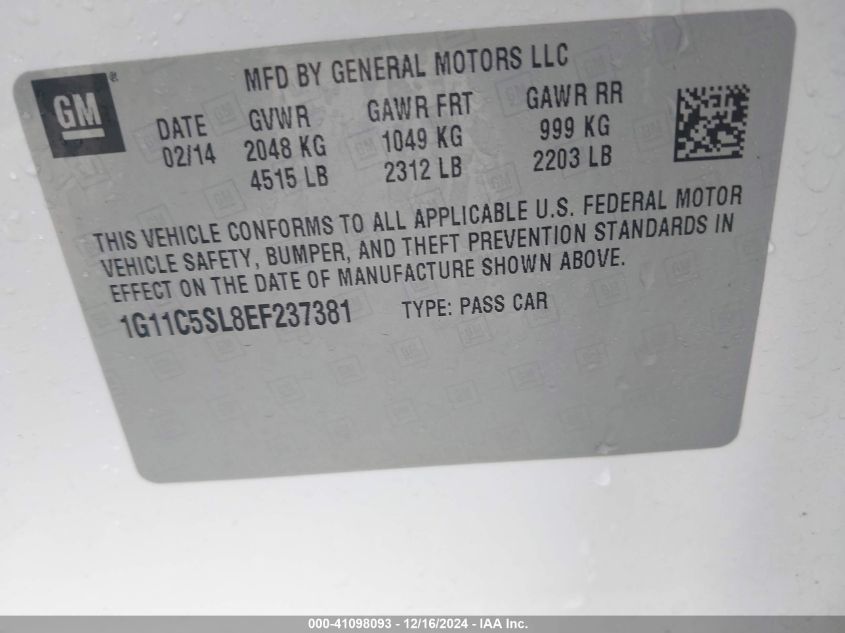 GM®
MFD BY GENERAL MOTORS LLC
DATE GVWR GAWR FRT GAWR RR
02/14 2048 KG 1049 KG 999 KG
4515 LB 2312 LB 2203 LB
THIS VEHICLE CONFORMS TO ALL APPLICABLE U.S. FEDERAL MOTOR
VEHICLE SAFETY, BUMPER, AND THEFT PREVENTION STANDARDS IN
EFFECT ON THE DATE OF MANUFACTURE SHOWN ABOVE.
1G11C5SL8EF237381 TYPE: PASS CAR
000-41098093 - 12/16/2024 - IAA Inc.